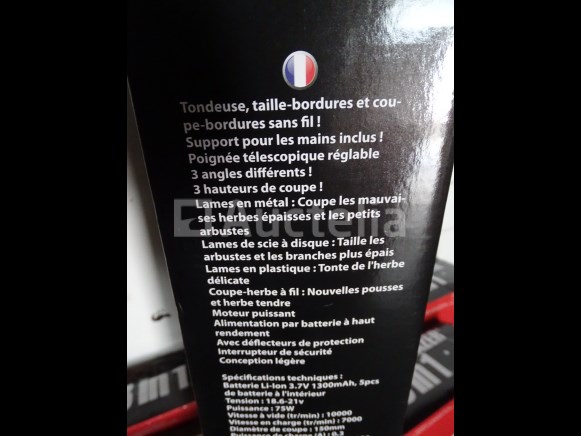 Tondeuse, taille-bordures et cou-
pe-bordures sans fil !
Support pour les mains inclus !
Poignée télescopique réglable
3 angles différents !
3 hauteurs de coupe !
Lames en métal : Coupe les mauvai-
ses herbes épaisses et les petits
arbustes
Lames de scie à disque : Taille les
arbustes et les branches plus épais
Lames en plastique : Tonte de l'herbe
délicate
Coupe-herbe à fil : Nouvelles pousses
et herbe tendre
Moteur puissant
Alimentation par batterie à haut
rendement
Avec déflecteurs de protection
Interrupteur de sécurité
Conception légère
Spécifications techniques :
Batterie Li-Ion 3.7V 1300mAh, 5pcs
de batterie à l'intérieur
Tension : 18.6-21v
Puissance : 75W
Vitesse à vide (tr/min) : 10000
Vitesse en charge (tr/min) : 7000
Diamètre de coupe : 150mm
Puissance de charge (A) : 0.3